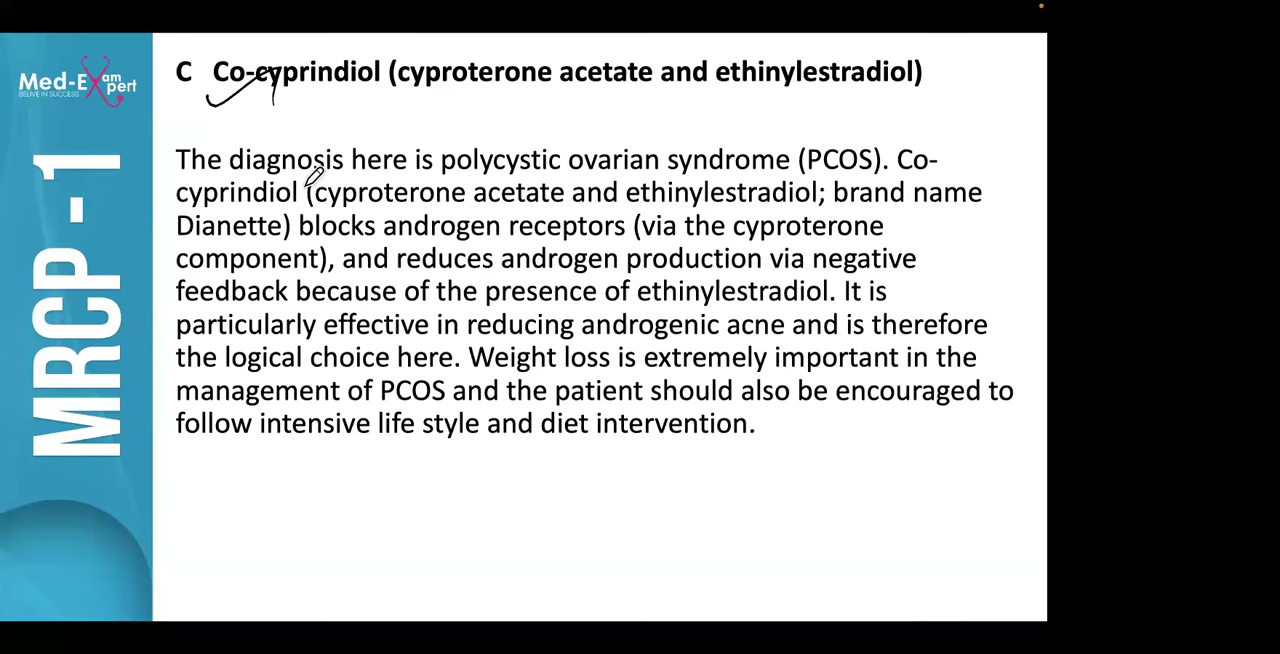 Med-Exam
pert
BELIVE IN SUCCESS
MRCP - 1
C Co-cyprindiol (cyproterone acetate and ethinylestradiol)
The diagnosis here is polycystic ovarian syndrome (PCOS). Co-
cyprindiol (cyproterone acetate and ethinylestradiol; brand name
Dianette) blocks androgen receptors (via the cyproterone
component), and reduces androgen production via negative
feedback because of the presence of ethinylestradiol. It is
particularly effective in reducing androgenic acne and is therefore
the logical choice here. Weight loss is extremely important in the
management of PCOS and the patient should also be encouraged to
follow intensive life style and diet intervention.